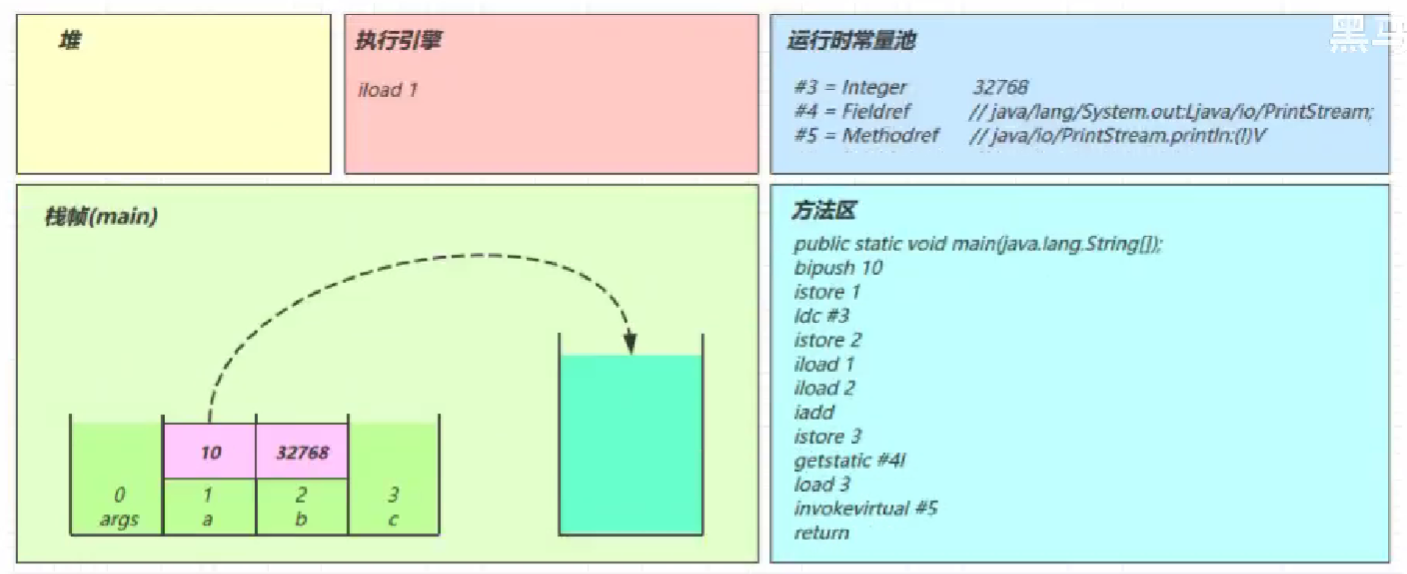 堆
执行引擎
iload 1
运行时常量池
黑马
#3 = Integer 32768
#4 = Fieldref // java/lang/System.out:Ljava/io/PrintStream;
#5 = Methodref // java/io/PrintStream.println:(I)V
栈帧(main)
10 32768
0 1 2 3
args a b c
方法区
public static void main(java.lang.String[]);
bipush 10
istore 1
ldc #3
istore 2
iload 1
iload 2
iadd
istore 3
getstatic #4I
load 3
invokevirtual #5
return